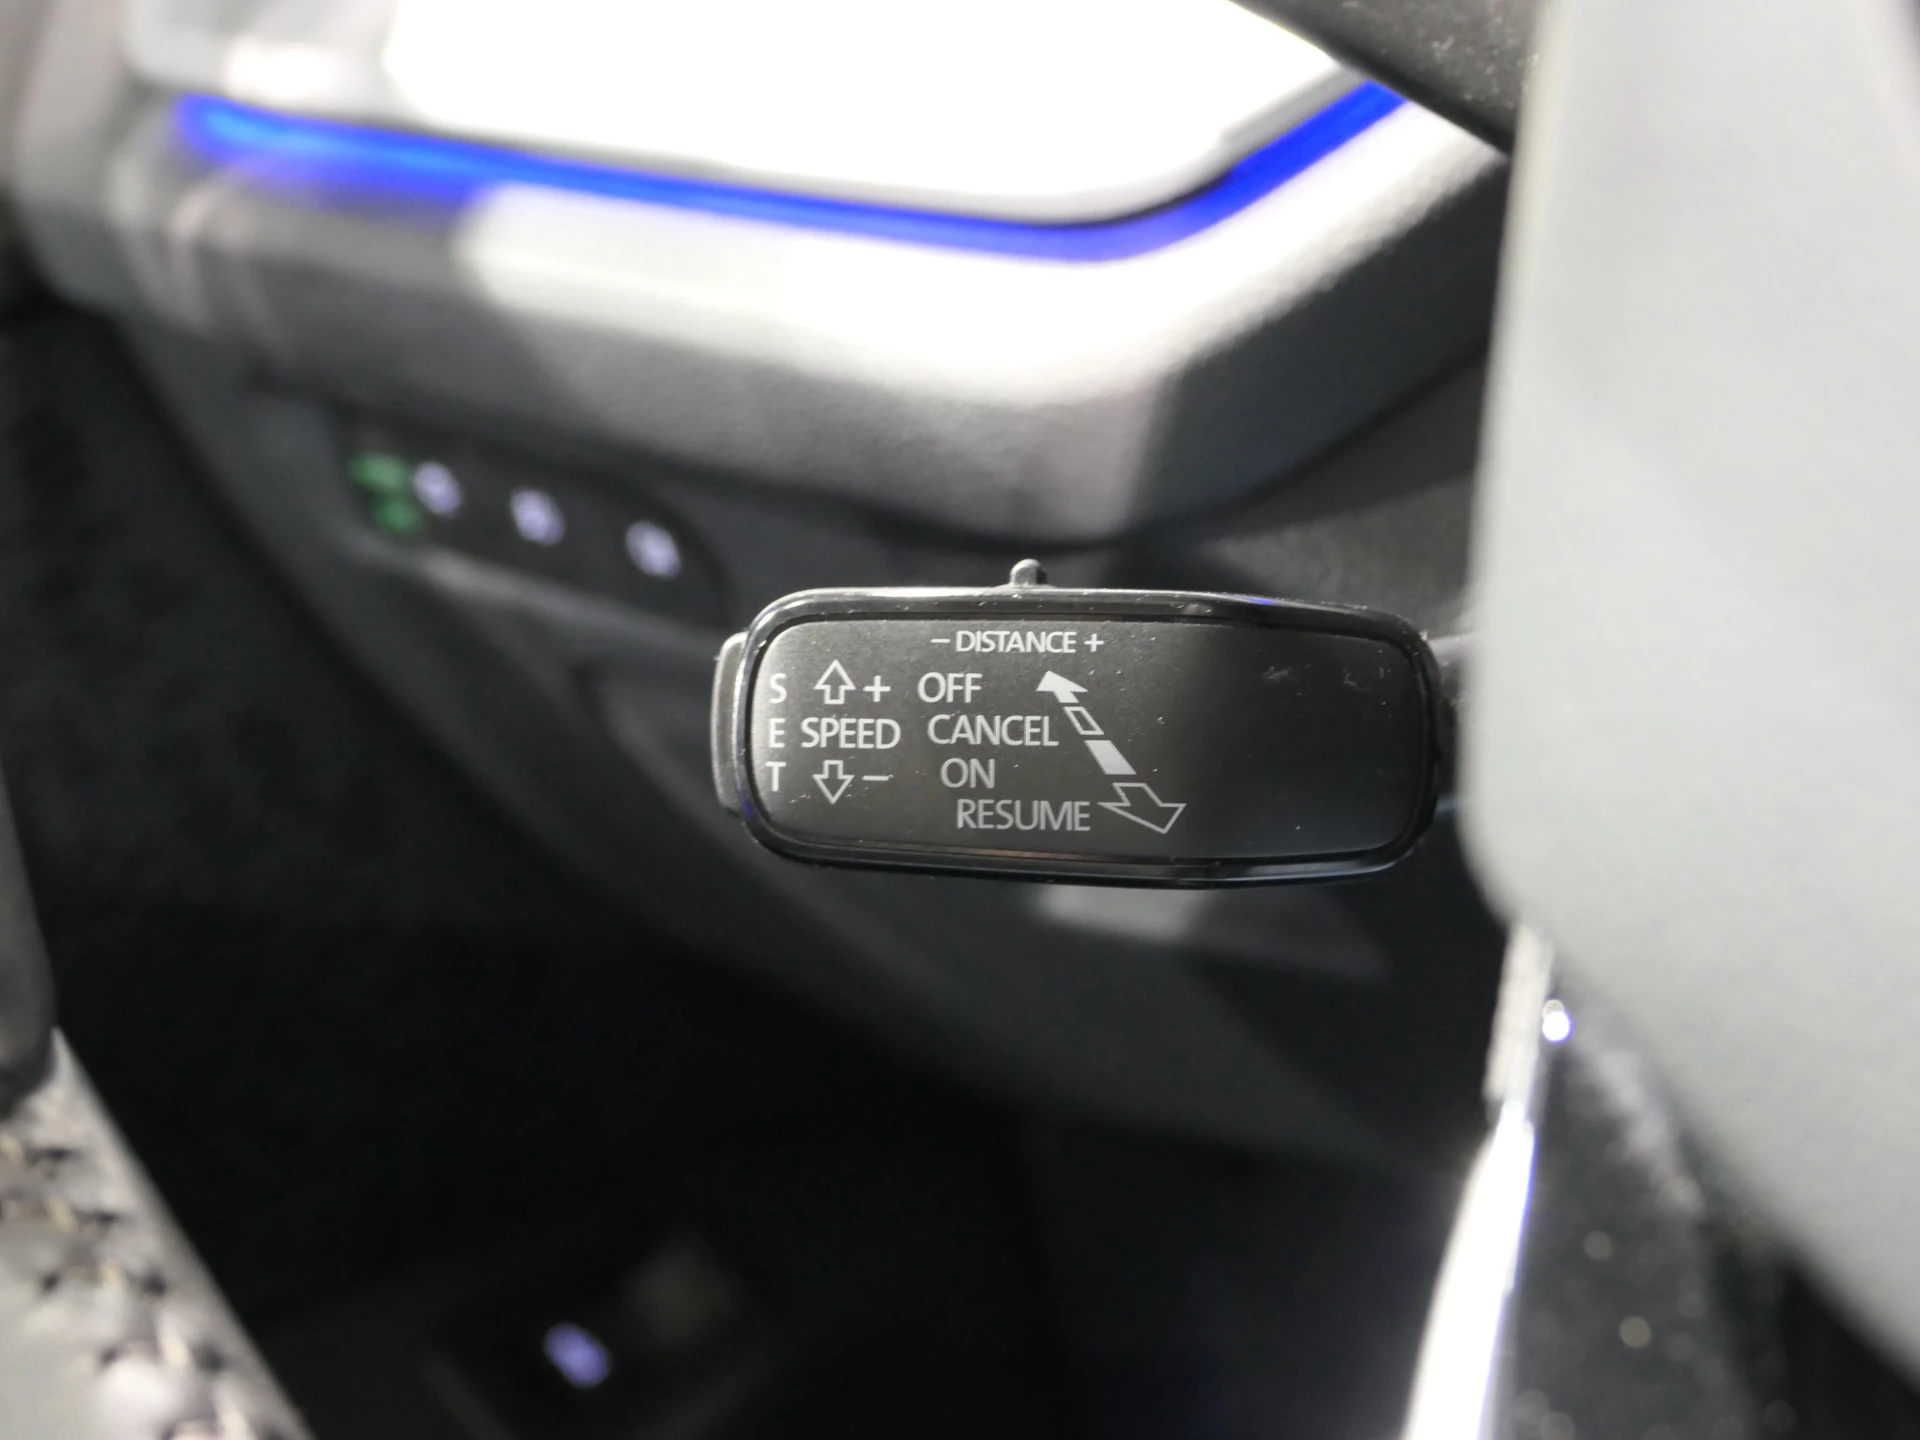 − DISTANCE +
S + OFF
E SPEED CANCEL
T − ON
RESUME